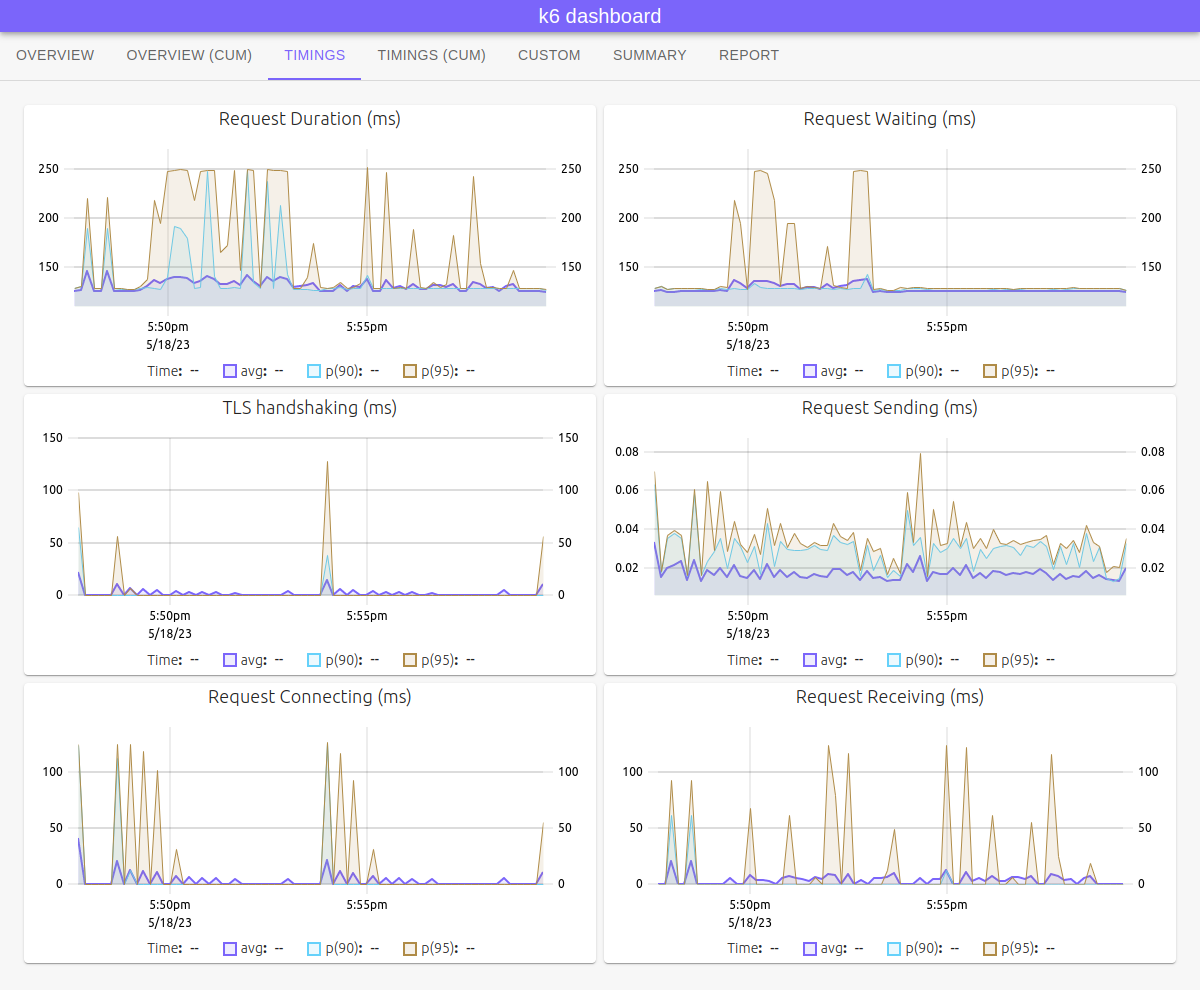 k6 dashboard
OVERVIEW OVERVIEW (CUM) TIMINGS TIMINGS (CUM) CUSTOM SUMMARY REPORT
Request Duration (ms)
250 250
200 200
150 150
5:50pm 5:55pm
5/18/23
Time: -- avg: -- p(90): -- p(95): --
Request Waiting (ms)
250 250
200 200
150 150
5:50pm 5:55pm
5/18/23
Time: -- avg: -- p(90): -- p(95): --
TLS handshaking (ms)
150 150
100 100
50 50
0 0
5:50pm 5:55pm
5/18/23
Time: -- avg: -- p(90): -- p(95): --
Request Sending (ms)
0.08 0.08
0.06 0.06
0.04 0.04
0.02 0.02
5:50pm 5:55pm
5/18/23
Time: -- avg: -- p(90): -- p(95): --
Request Connecting (ms)
100 100
50 50
0 0
5:50pm 5:55pm
5/18/23
Time: -- avg: -- p(90): -- p(95): --
Request Receiving (ms)
100 100
50 50
0 0
5:50pm 5:55pm
5/18/23
Time: -- avg: -- p(90): -- p(95): --